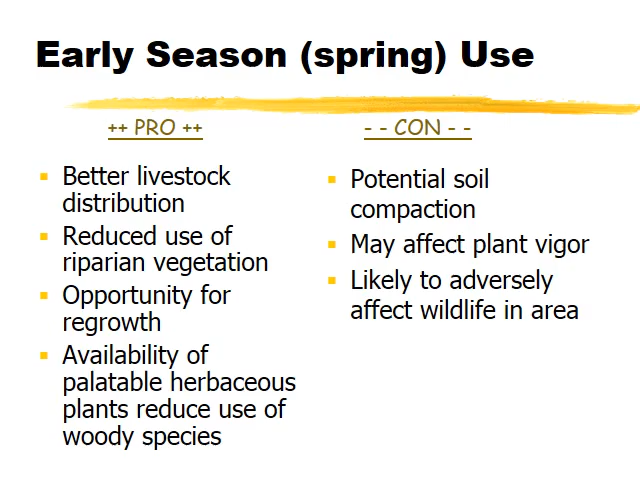 Early Season (spring) Use
++ PRO ++
Better livestock
distribution
Reduced use of
riparian vegetation
Opportunity for
regrowth
Availability of
palatable herbaceous
plants reduce use of
woody species
- - CON - -
Potential soil
compaction
May affect plant vigor
Likely to adversely
affect wildlife in area